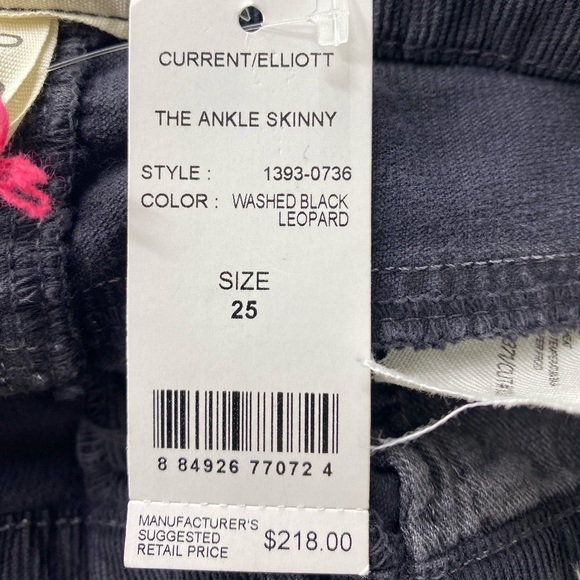 CURRENT/ELLIOTT
THE ANKLE SKINNY
STYLE : 1393-0736
COLOR : WASHED BLACK
LEOPARD
SIZE
25
8 84926 77072 4
MANUFACTURER'S
SUGGESTED
RETAIL PRICE
$218.00